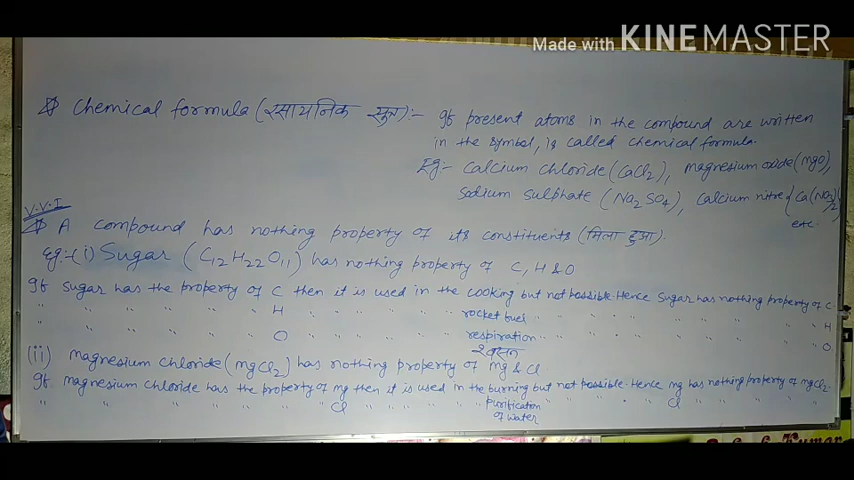 Made with KINEMASTER
Chemical formula (रसायनिक सूत्र) :- If present atoms in the compound are written
in the symbol, is called chemical formula.
Eg:- Calcium chloride (CaCl2), magnesium oxide (MgO),
Sodium Sulphate (Na2SO4), Calcium nitre { Ca(NO3)2 }
etc.
V.V.I
A compound has nothing property of its constituents (मिला हुआ).
Eg:- (i) Sugar (C12H22O11) has nothing property of C, H & O
If Sugar has the property of C then it is used in the cooking but not possible. Hence Sugar has nothing property of C.
" " " " " H " " " " " " rocket fuel " " " " " " " " H
" " " " " O " " " " " " respiration " " " " " " " " O
श्वसन
(ii) magnesium chloride (MgCl2) has nothing property of Mg & Cl
If magnesium chloride has the property of Mg then it is used in the burning but not possible. Hence Mg has nothing property of MgCl2.
" " " " " " Cl " " " " " " purification " " " " Cl " " " " "
of water
Kumar